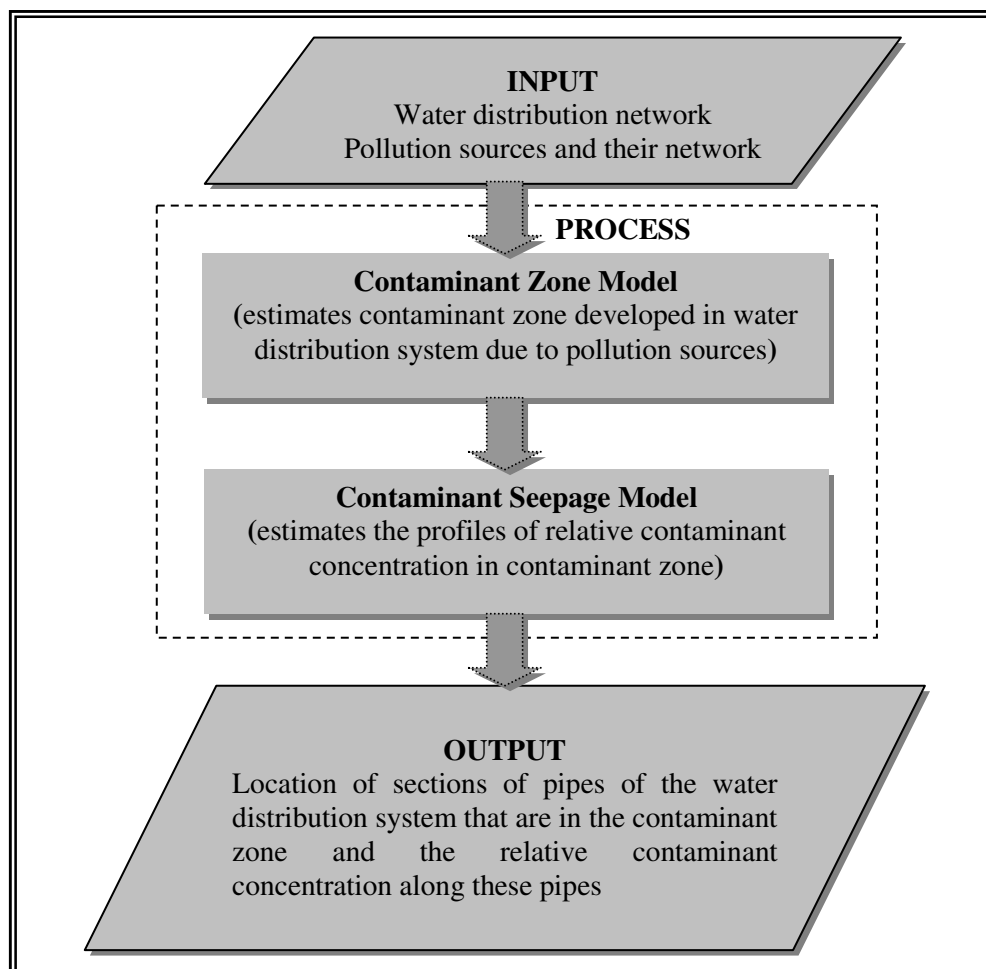 INPUT
Water distribution network
Pollution sources and their network
PROCESS
Contaminant Zone Model
(estimates contaminant zone developed in water
distribution system due to pollution sources)
Contaminant Seepage Model
(estimates the profiles of relative contaminant
concentration in contaminant zone)
OUTPUT
Location of sections of pipes of the water
distribution system that are in the contaminant
zone and the relative contaminant
concentration along these pipes